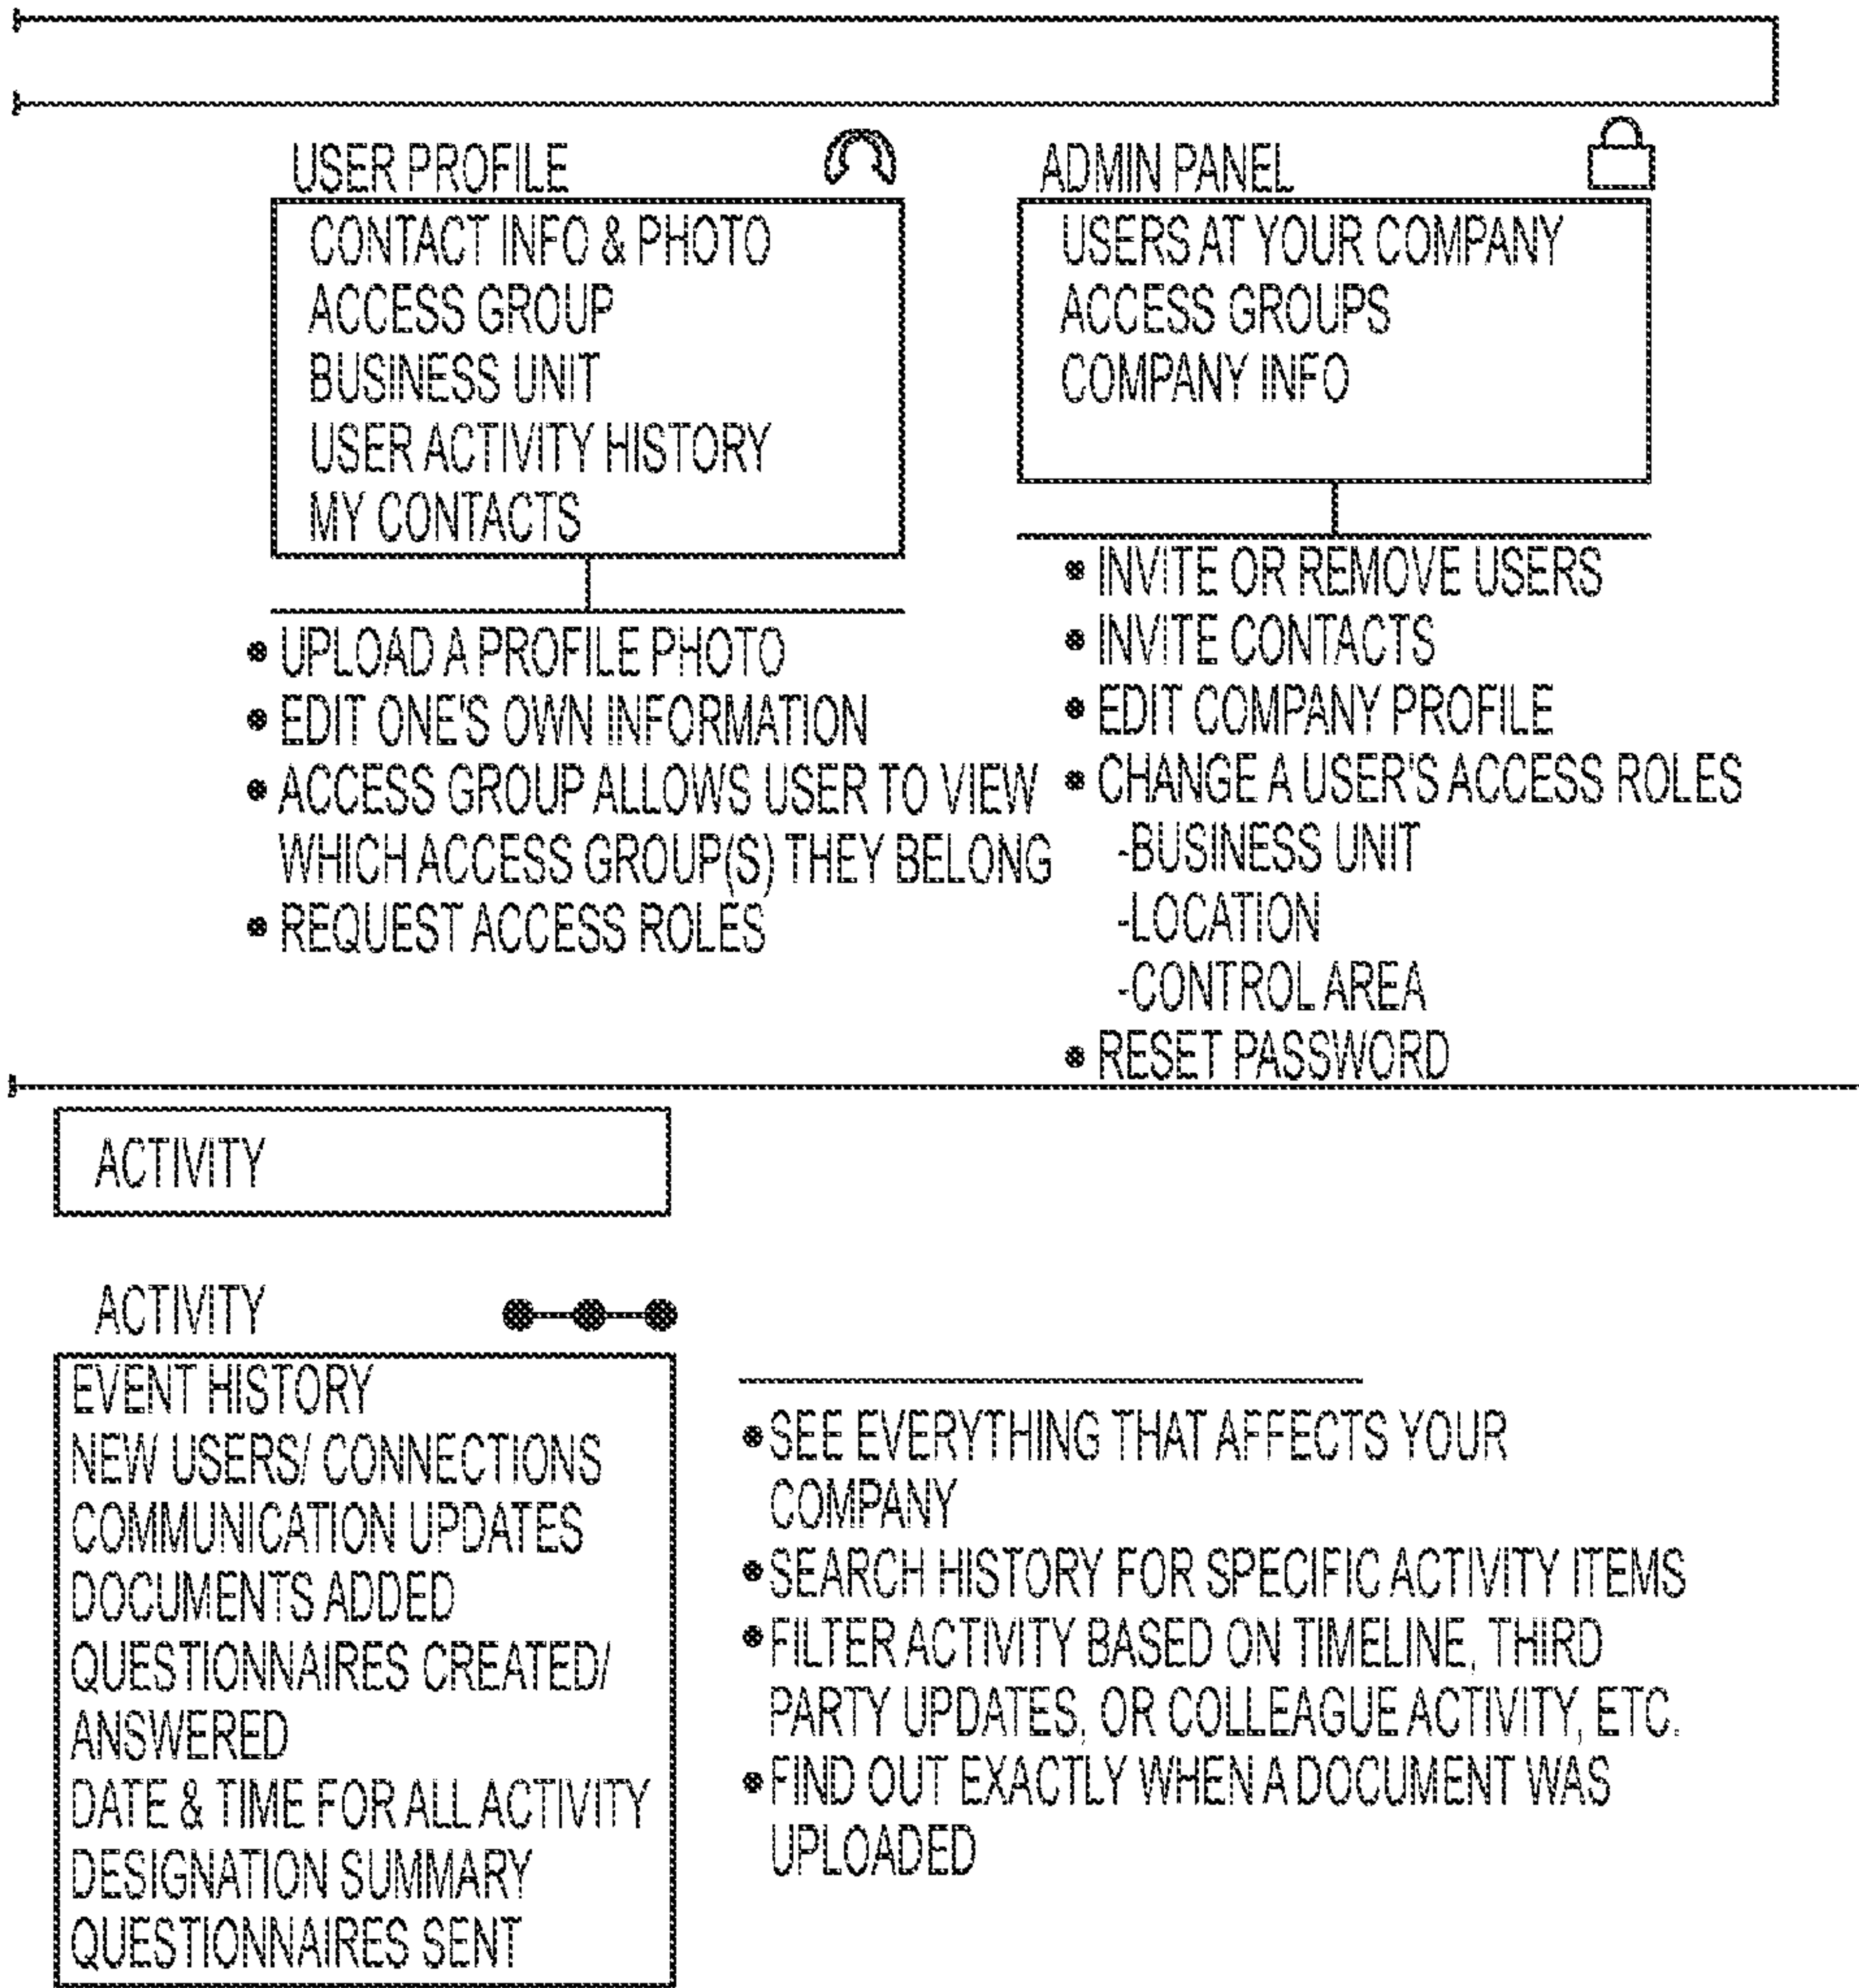 USER PROFILE
CONTACT INFO & PHOTO
ACCESS GROUP
BUSINESS UNIT
USER ACTIVITY HISTORY
MY CONTACTS
• UPLOAD A PROFILE PHOTO
• EDIT ONE'S OWN INFORMATION
• ACCESS GROUP ALLOWS USER TO VIEW
WHICH ACCESS GROUP(S) THEY BELONG
• REQUEST ACCESS ROLES
ADMIN PANEL
USERS AT YOUR COMPANY
ACCESS GROUPS
COMPANY INFO
• INVITE OR REMOVE USERS
• INVITE CONTACTS
• EDIT COMPANY PROFILE
• CHANGE A USER'S ACCESS ROLES
-BUSINESS UNIT
-LOCATION
-CONTROL AREA
• RESET PASSWORD
ACTIVITY
ACTIVITY
EVENT HISTORY
NEW USERS/ CONNECTIONS
COMMUNICATION UPDATES
DOCUMENTS ADDED
QUESTIONNAIRES CREATED/
ANSWERED
DATE & TIME FOR ALL ACTIVITY
DESIGNATION SUMMARY
QUESTIONNAIRES SENT
• SEE EVERYTHING THAT AFFECTS YOUR
COMPANY
• SEARCH HISTORY FOR SPECIFIC ACTIVITY ITEMS
• FILTER ACTIVITY BASED ON TIMELINE, THIRD
PARTY UPDATES, OR COLLEAGUE ACTIVITY, ETC.
• FIND OUT EXACTLY WHEN A DOCUMENT WAS
UPLOADED